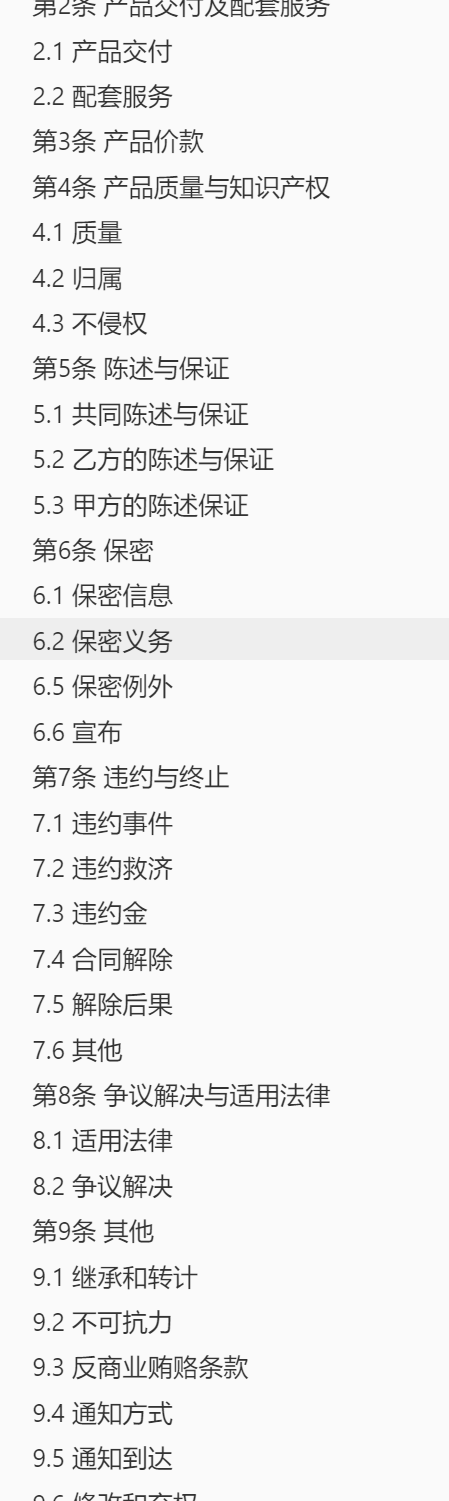 第2条 产品交付及配套服务
2.1 产品交付
2.2 配套服务
第3条 产品价款
第4条 产品质量与知识产权
4.1 质量
4.2 归属
4.3 不侵权
第5条 陈述与保证
5.1 共同陈述与保证
5.2 乙方的陈述与保证
5.3 甲方的陈述保证
第6条 保密
6.1 保密信息
6.2 保密义务
6.5 保密例外
6.6 宣布
第7条 违约与终止
7.1 违约事件
7.2 违约救济
7.3 违约金
7.4 合同解除
7.5 解除后果
7.6 其他
第8条 争议解决与适用法律
8.1 适用法律
8.2 争议解决
第9条 其他
9.1 继承和转计
9.2 不可抗力
9.3 反商业贿赂条款
9.4 通知方式
9.5 通知到达
9.6 修改和弃权